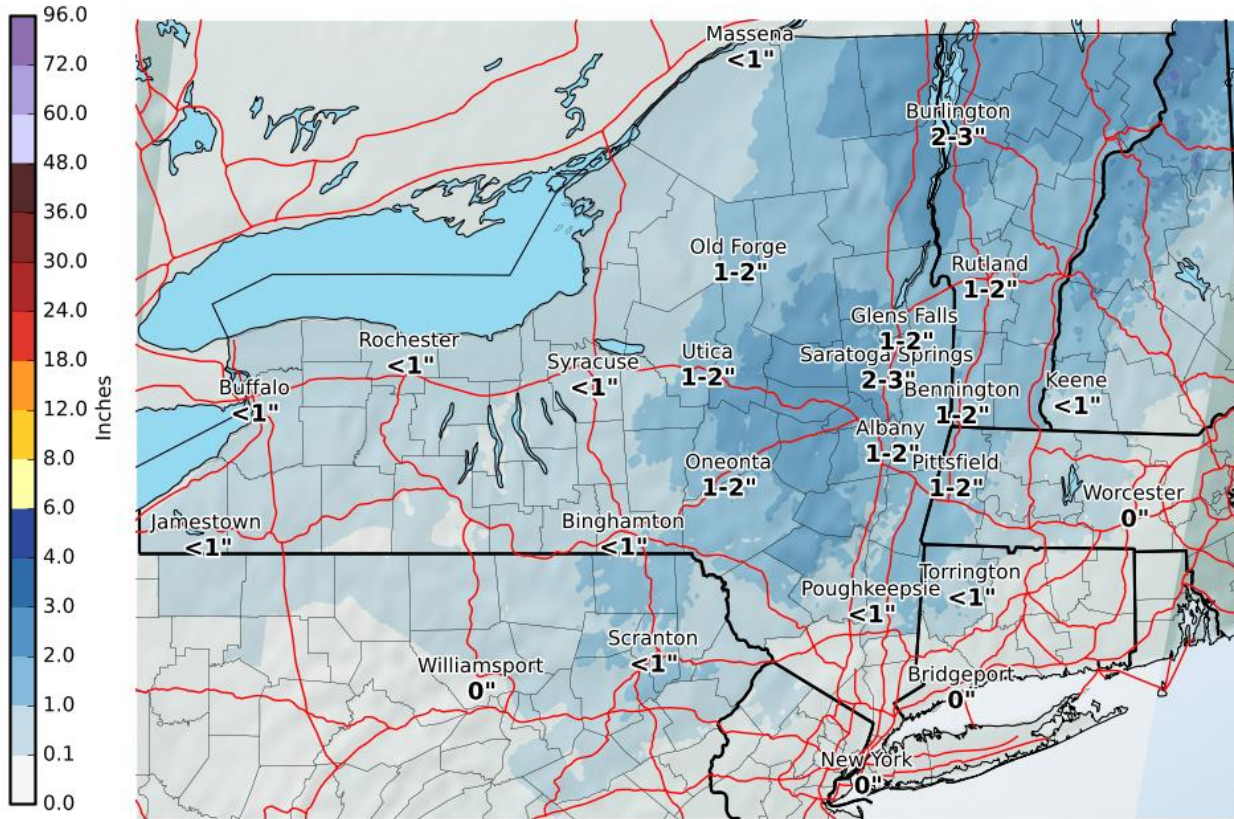 96.0
72.0
60.0
48.0
36.0
30.0
24.0
18.0
12.0
8.0
6.0
4.0
3.0
2.0
1.0
0.1
0.0
Inches
Massena
<1"
Burlington
2-3"
Old Forge
1-2"
Rutland
1-2"
Glens Falls
1-2"
Rochester
<1"
Syracuse
<1"
Utica
1-2"
Saratoga Springs
2-3"
Buffalo
<1"
Bennington
1-2"
Keene
<1"
Albany
1-2"
Oneonta
1-2"
Pittsfield
1-2"
Worcester
0"
Jamestown
<1"
Binghamton
<1"
Poughkeepsie
<1"
Torrington
<1"
Scranton
<1"
Williamsport
0"
Bridgeport
0"
New York
0"